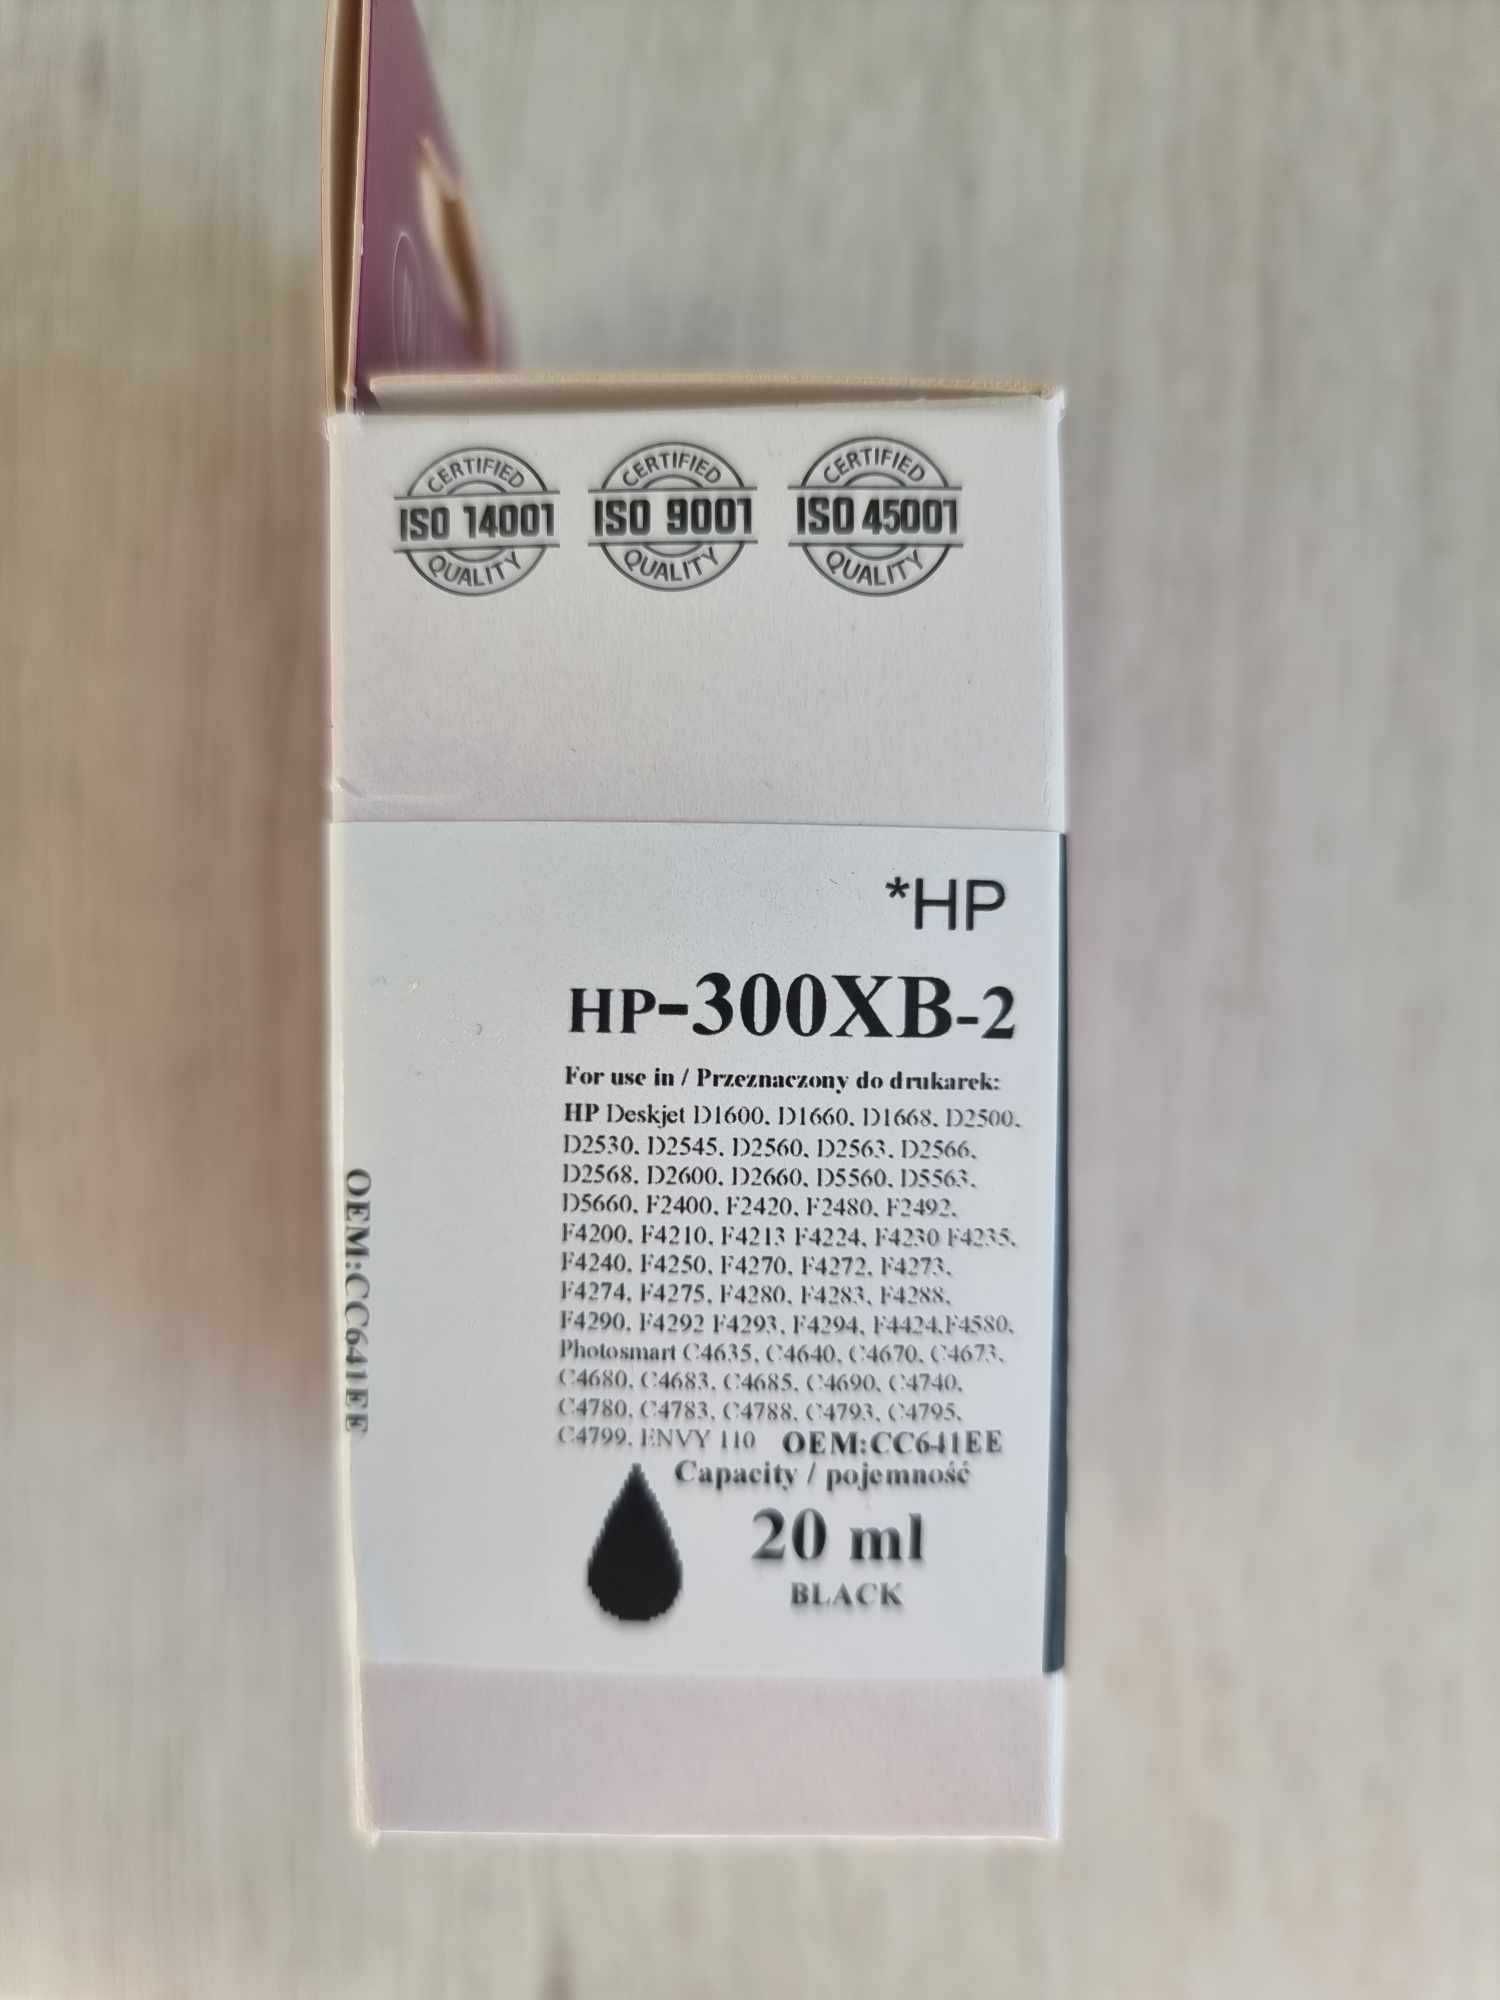 CERTIFIED
ISO 14001
QUALITY
CERTIFIED
ISO 9001
QUALITY
CERTIFIED
ISO 45001
QUALITY
*HP
HP-300XB-2
For use in / Przeznaczony do drukarek:
HP Deskjet D1600, D1660, D1668, D2500,
D2530, D2545, D2560, D2563, D2566,
D2568, D2600, D2660, D5560, D5563,
D5660, F2400, F2420, F2480, F2492,
F4200, F4210, F4213 F4224, F4230 F4235,
F4240, F4250, F4270, F4272, F4273,
F4274, F4275, F4280, F4283, F4288,
F4290, F4292 F4293, F4294, F4424,F4580,
Photosmart C4635, C4640, C4670, C4673,
C4680, C4683, C4685, C4690, C4740,
C4780, C4783, C4788, C4793, C4795,
C4799, ENVY 110 OEM:CC641EE
Capacity / pojemność
20 ml
BLACK
OEM:CC641EE